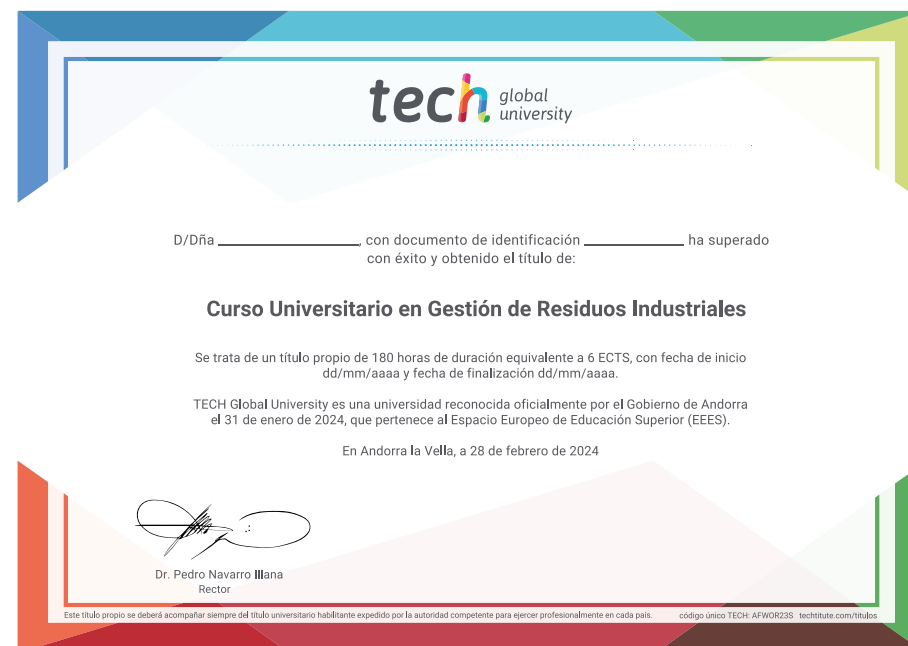 tech global university
D/Dña ____________________, con documento de identificación ______________ ha superado
con éxito y obtenido el título de:
Curso Universitario en Gestión de Residuos Industriales
Se trata de un título propio de 180 horas de duración equivalente a 6 ECTS, con fecha de inicio
dd/mm/aaaa y fecha de finalización dd/mm/aaaa.
TECH Global University es una universidad reconocida oficialmente por el Gobierno de Andorra
el 31 de enero de 2024, que pertenece al Espacio Europeo de Educación Superior (EEES).
En Andorra la Vella, a 28 de febrero de 2024
Dr. Pedro Navarro Illana
Rector
Este título propio se deberá acompañar siempre del título universitario habilitante expedido por la autoridad competente para ejercer profesionalmente en cada país. código único TECH: AFWOR23S techtitute.com/titulos